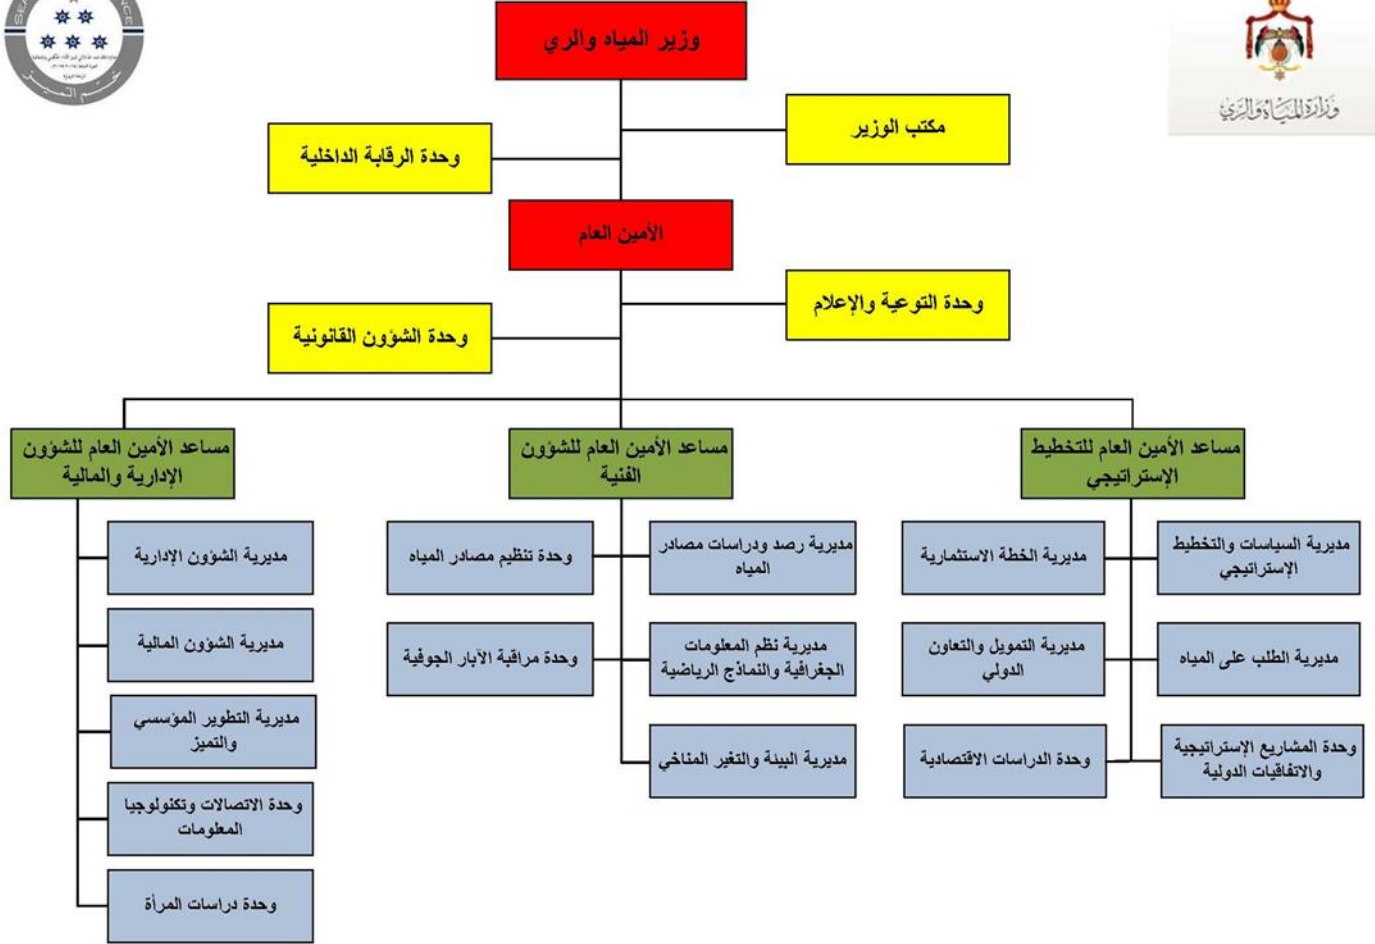 وزير المياه والري
وزارة المياه والري
ختم التميز
مكتب الوزير
وحدة الرقابة الداخلية
الأمين العام
وحدة التوعية والإعلام
وحدة الشؤون القانونية
مساعد الأمين العام للتخطيط
الإستراتيجي
مساعد الأمين العام للشؤون
الفنية
مساعد الأمين العام للشؤون
الإدارية والمالية
مديرية السياسات والتخطيط
الإستراتيجي
مديرية الخطة الاستثمارية
مديرية رصد ودراسات مصادر
المياه
وحدة تنظيم مصادر المياه
مديرية الشؤون الإدارية
مديرية الطلب على المياه
مديرية التمويل والتعاون
الدولي
مديرية نظم المعلومات
الجغرافية والنماذج الرياضية
وحدة مراقبة الآبار الجوفية
مديرية الشؤون المالية
وحدة المشاريع الإستراتيجية
والاتفاقيات الدولية
وحدة الدراسات الاقتصادية
مديرية البيئة والتغير المناخي
مديرية التطوير المؤسسي
والتميز
وحدة الاتصالات وتكنولوجيا
المعلومات
وحدة دراسات المرأة